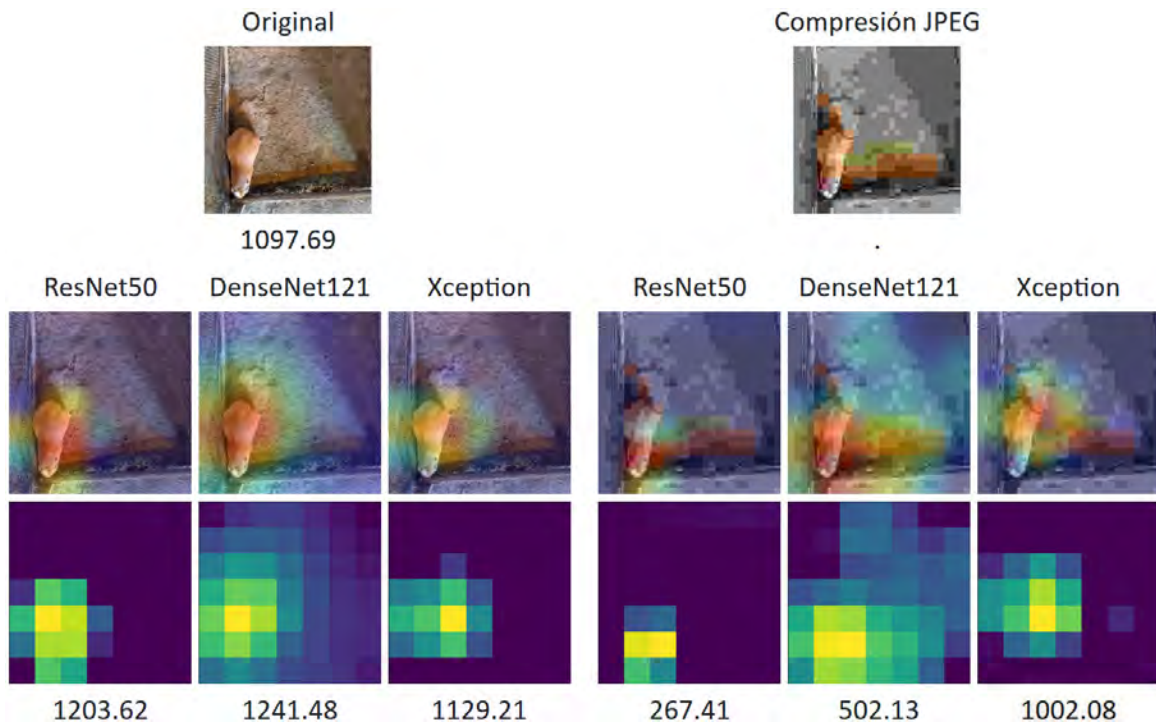 Original Compresión JPEG
1097.69 .
ResNet50 DenseNet121 Xception ResNet50 DenseNet121 Xception
1203.62 1241.48 1129.21 267.41 502.13 1002.08